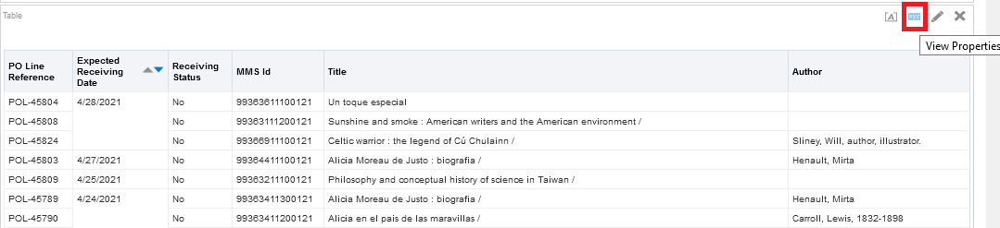 Table
[A] xyz
View Properties
PO Line Reference Expected Receiving Date Receiving Status MMS Id Title Author
POL-45804 4/28/2021 No 99363611100121 Un toque especial
POL-45808 No 99363111200121 Sunshine and smoke : American writers and the American environment /
POL-45824 No 99366911100121 Celtic warrior : the legend of Cú Chulainn / Sliney, Will, author, illustrator.
POL-45803 4/27/2021 No 99364411100121 Alicia Moreau de Justo : biografia / Henault, Mirta
POL-45809 4/25/2021 No 99363211100121 Philosophy and conceptual history of science in Taiwan /
POL-45789 4/24/2021 No 99363411300121 Alicia Moreau de Justo : biografia / Henault, Mirta
POL-45790 No 99363411200121 Alicia en el pais de las maravillas / Carroll, Lewis, 1832-1898